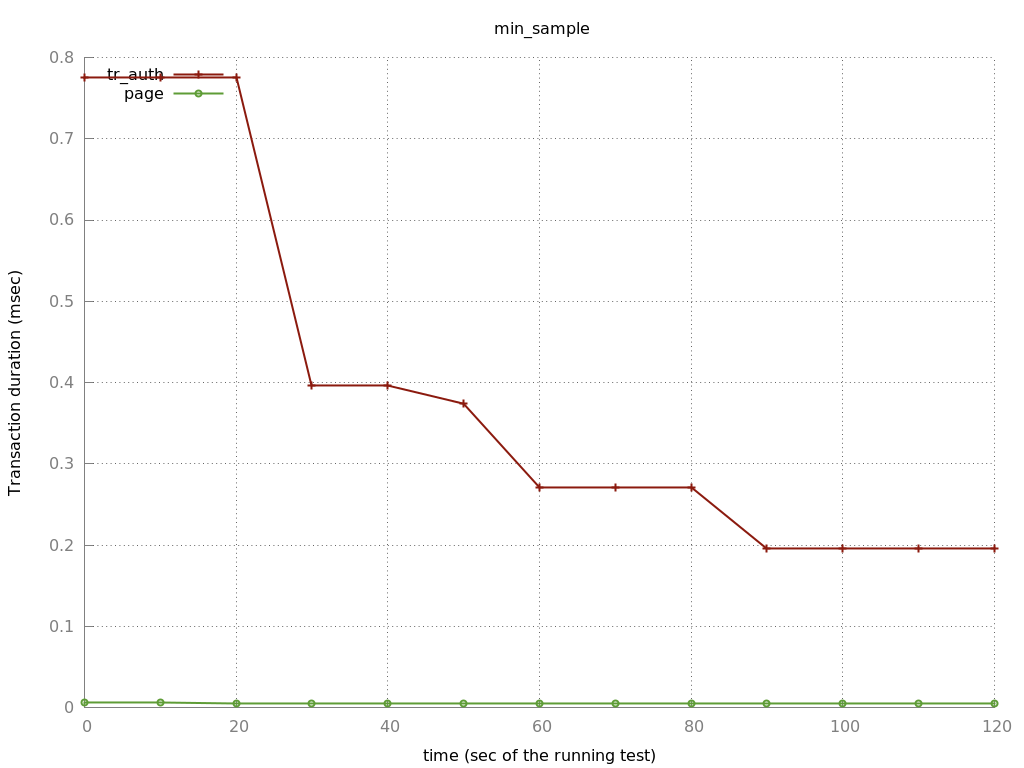 min_sample
tr_auth
page
0.8
0.7
0.6
0.5
0.4
0.3
0.2
0.1
0
Transaction duration (msec)
0 20 40 60 80 100 120
time (sec of the running test)